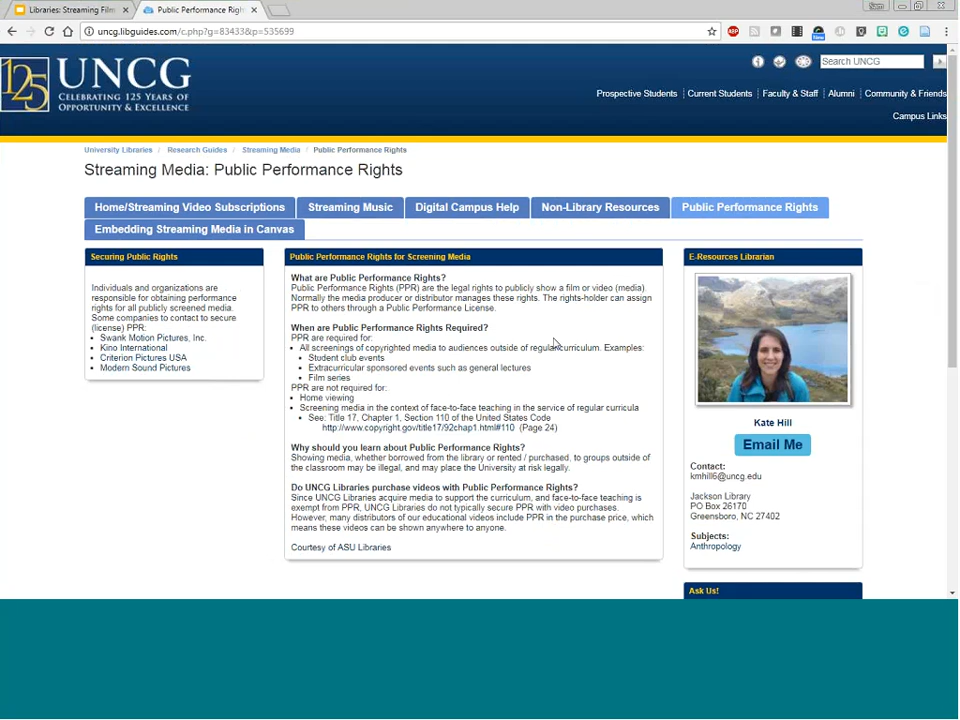 Libraries: Streaming Film
Public Performance Righ
Sam
uncg.libguides.com/c.php?g=83433&p=535699
ABP
New
125
UNCG
CELEBRATING 125 YEARS OF
OPPORTUNITY & EXCELLENCE
Search UNCG
Prospective Students | Current Students | Faculty & Staff | Alumni | Community & Friends
Campus Links
University Libraries / Research Guides / Streaming Media / Public Performance Rights
Streaming Media: Public Performance Rights
Home/Streaming Video Subscriptions
Streaming Music
Digital Campus Help
Non-Library Resources
Public Performance Rights
Embedding Streaming Media in Canvas
Securing Public Rights
Individuals and organizations are
responsible for obtaining performance
rights for all publicly screened media.
Some companies to contact to secure
(license) PPR:
• Swank Motion Pictures, Inc.
• Kino International
• Criterion Pictures USA
• Modern Sound Pictures
Public Performance Rights for Screening Media
What are Public Performance Rights?
Public Performance Rights (PPR) are the legal rights to publicly show a film or video (media).
Normally the media producer or distributor manages these rights. The rights-holder can assign
PPR to others through a Public Performance License.
When are Public Performance Rights Required?
PPR are required for:
• All screenings of copyrighted media to audiences outside of regular curriculum. Examples:
• Student club events
• Extracurricular sponsored events such as general lectures
• Film series
PPR are not required for:
• Home viewing
• Screening media in the context of face-to-face teaching in the service of regular curricula
• See: Title 17, Chapter 1, Section 110 of the United States Code
http://www.copyright.gov/title17/92chap1.html#110 (Page 24)
Why should you learn about Public Performance Rights?
Showing media, whether borrowed from the library or rented / purchased, to groups outside of
the classroom may be illegal, and may place the University at risk legally.
Do UNCG Libraries purchase videos with Public Performance Rights?
Since UNCG Libraries acquire media to support the curriculum, and face-to-face teaching is
exempt from PPR, UNCG Libraries do not typically secure PPR with video purchases.
However, many distributors of our educational videos include PPR in the purchase price, which
means these videos can be shown anywhere to anyone.
Courtesy of ASU Libraries
E-Resources Librarian
Kate Hill
Email Me
Contact:
kmhill6@uncg.edu
Jackson Library
PO Box 26170
Greensboro, NC 27402
Subjects:
Anthropology
Ask Us!